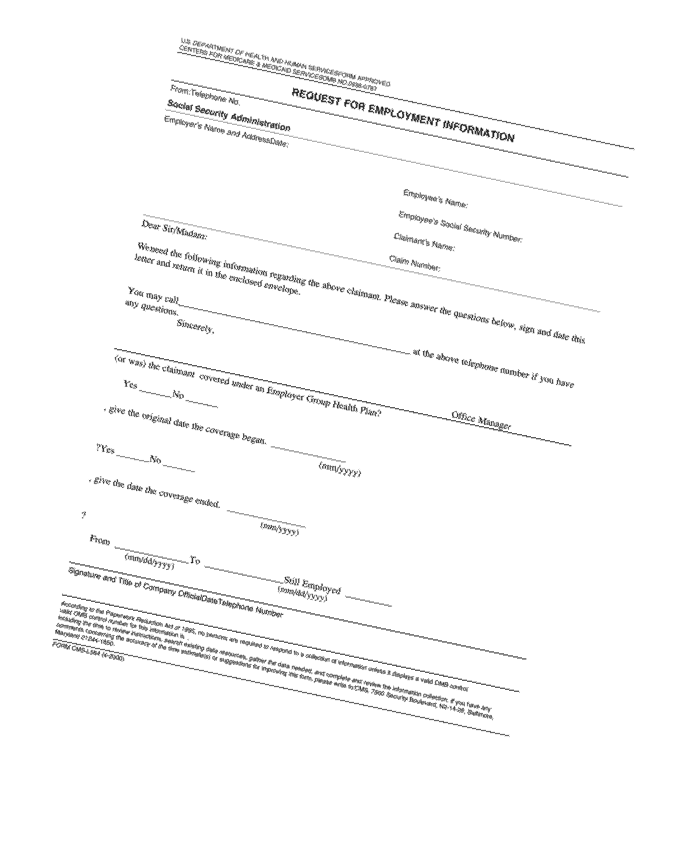 U.S. DEPARTMENT OF HEALTH AND HUMAN SERVICESFORM APPROVED
CENTERS FOR MEDICARE & MEDICAID SERVICESOMB NO.0938-0787
REQUEST FOR EMPLOYMENT INFORMATION
From:Telephone No.
Social Security Administration
Employer's Name and AddressDate:
Employee's Name:
Employee's Social Security Number:
Claimant's Name:
Claim Number:
Dear Sir/Madam:
Weneed the following information regarding the above claimant. Please answer the questions below, sign and date this
letter and return it in the enclosed envelope.
You may call at the above telephone number if you have
any questions.
Sincerely,
Office Manager
(or was) the claimant covered under an Employer Group Health Plan?
Yes ______ No ______
, give the original date the coverage began.
(mm/yyyy)
?Yes ______ No ______
, give the date the coverage ended.
(mm/yyyy)
?
From ______ To ______ Still Employed ______
(mm/dd/yyyy) (mm/dd/yyyy)
Signature and Title of Company OfficialDateTelephone Number
According to the Paperwork Reduction Act of 1995, no persons are required to respond to a collection of information unless it displays a valid OMB control
valid OMB control number for this information is .
including the time to review instructions, search existing data resources, gather the data needed, and complete and review the information collection. If you have any
comments concerning the accuracy of the time estimate(s) or suggestions for improving this form, please write to:CMS, 7500 Security Boulevard, N2-14-26, Baltimore,
Maryland 21244-1850.
FORM CMS-L564 (4-2000)